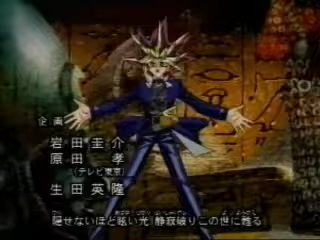 企画
岩田圭介
原田 孝
（テレビ東京）
生田英隆
隠せないほど眩い光 静寂破りこの世に甦る